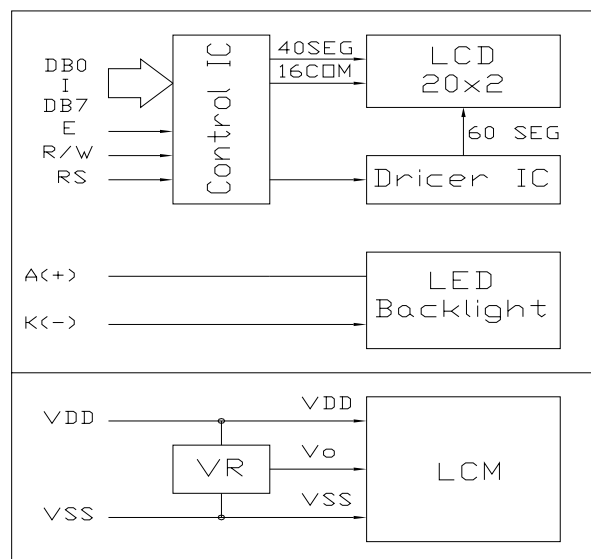 DB0
I
DB7
E
R/W
RS
Control IC
40SEG
16COM
LCD
20x2
60 SEG
Dricer IC
A(+)
K(-)
LED
Backlight
VDD
VDD
VR
Vo
LCM
VSS
VSS